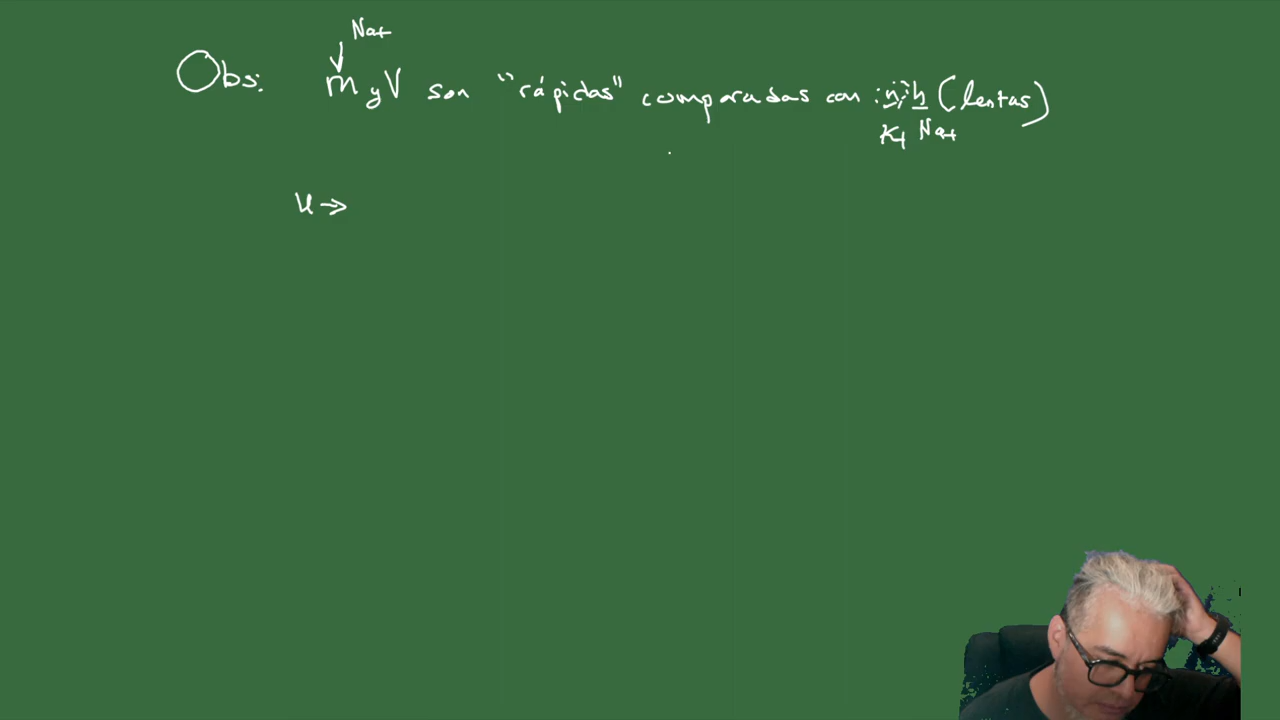 Na+
Obs: m y V son "rápidas" comparadas con n y h (lentas)
K+ Na+
u →